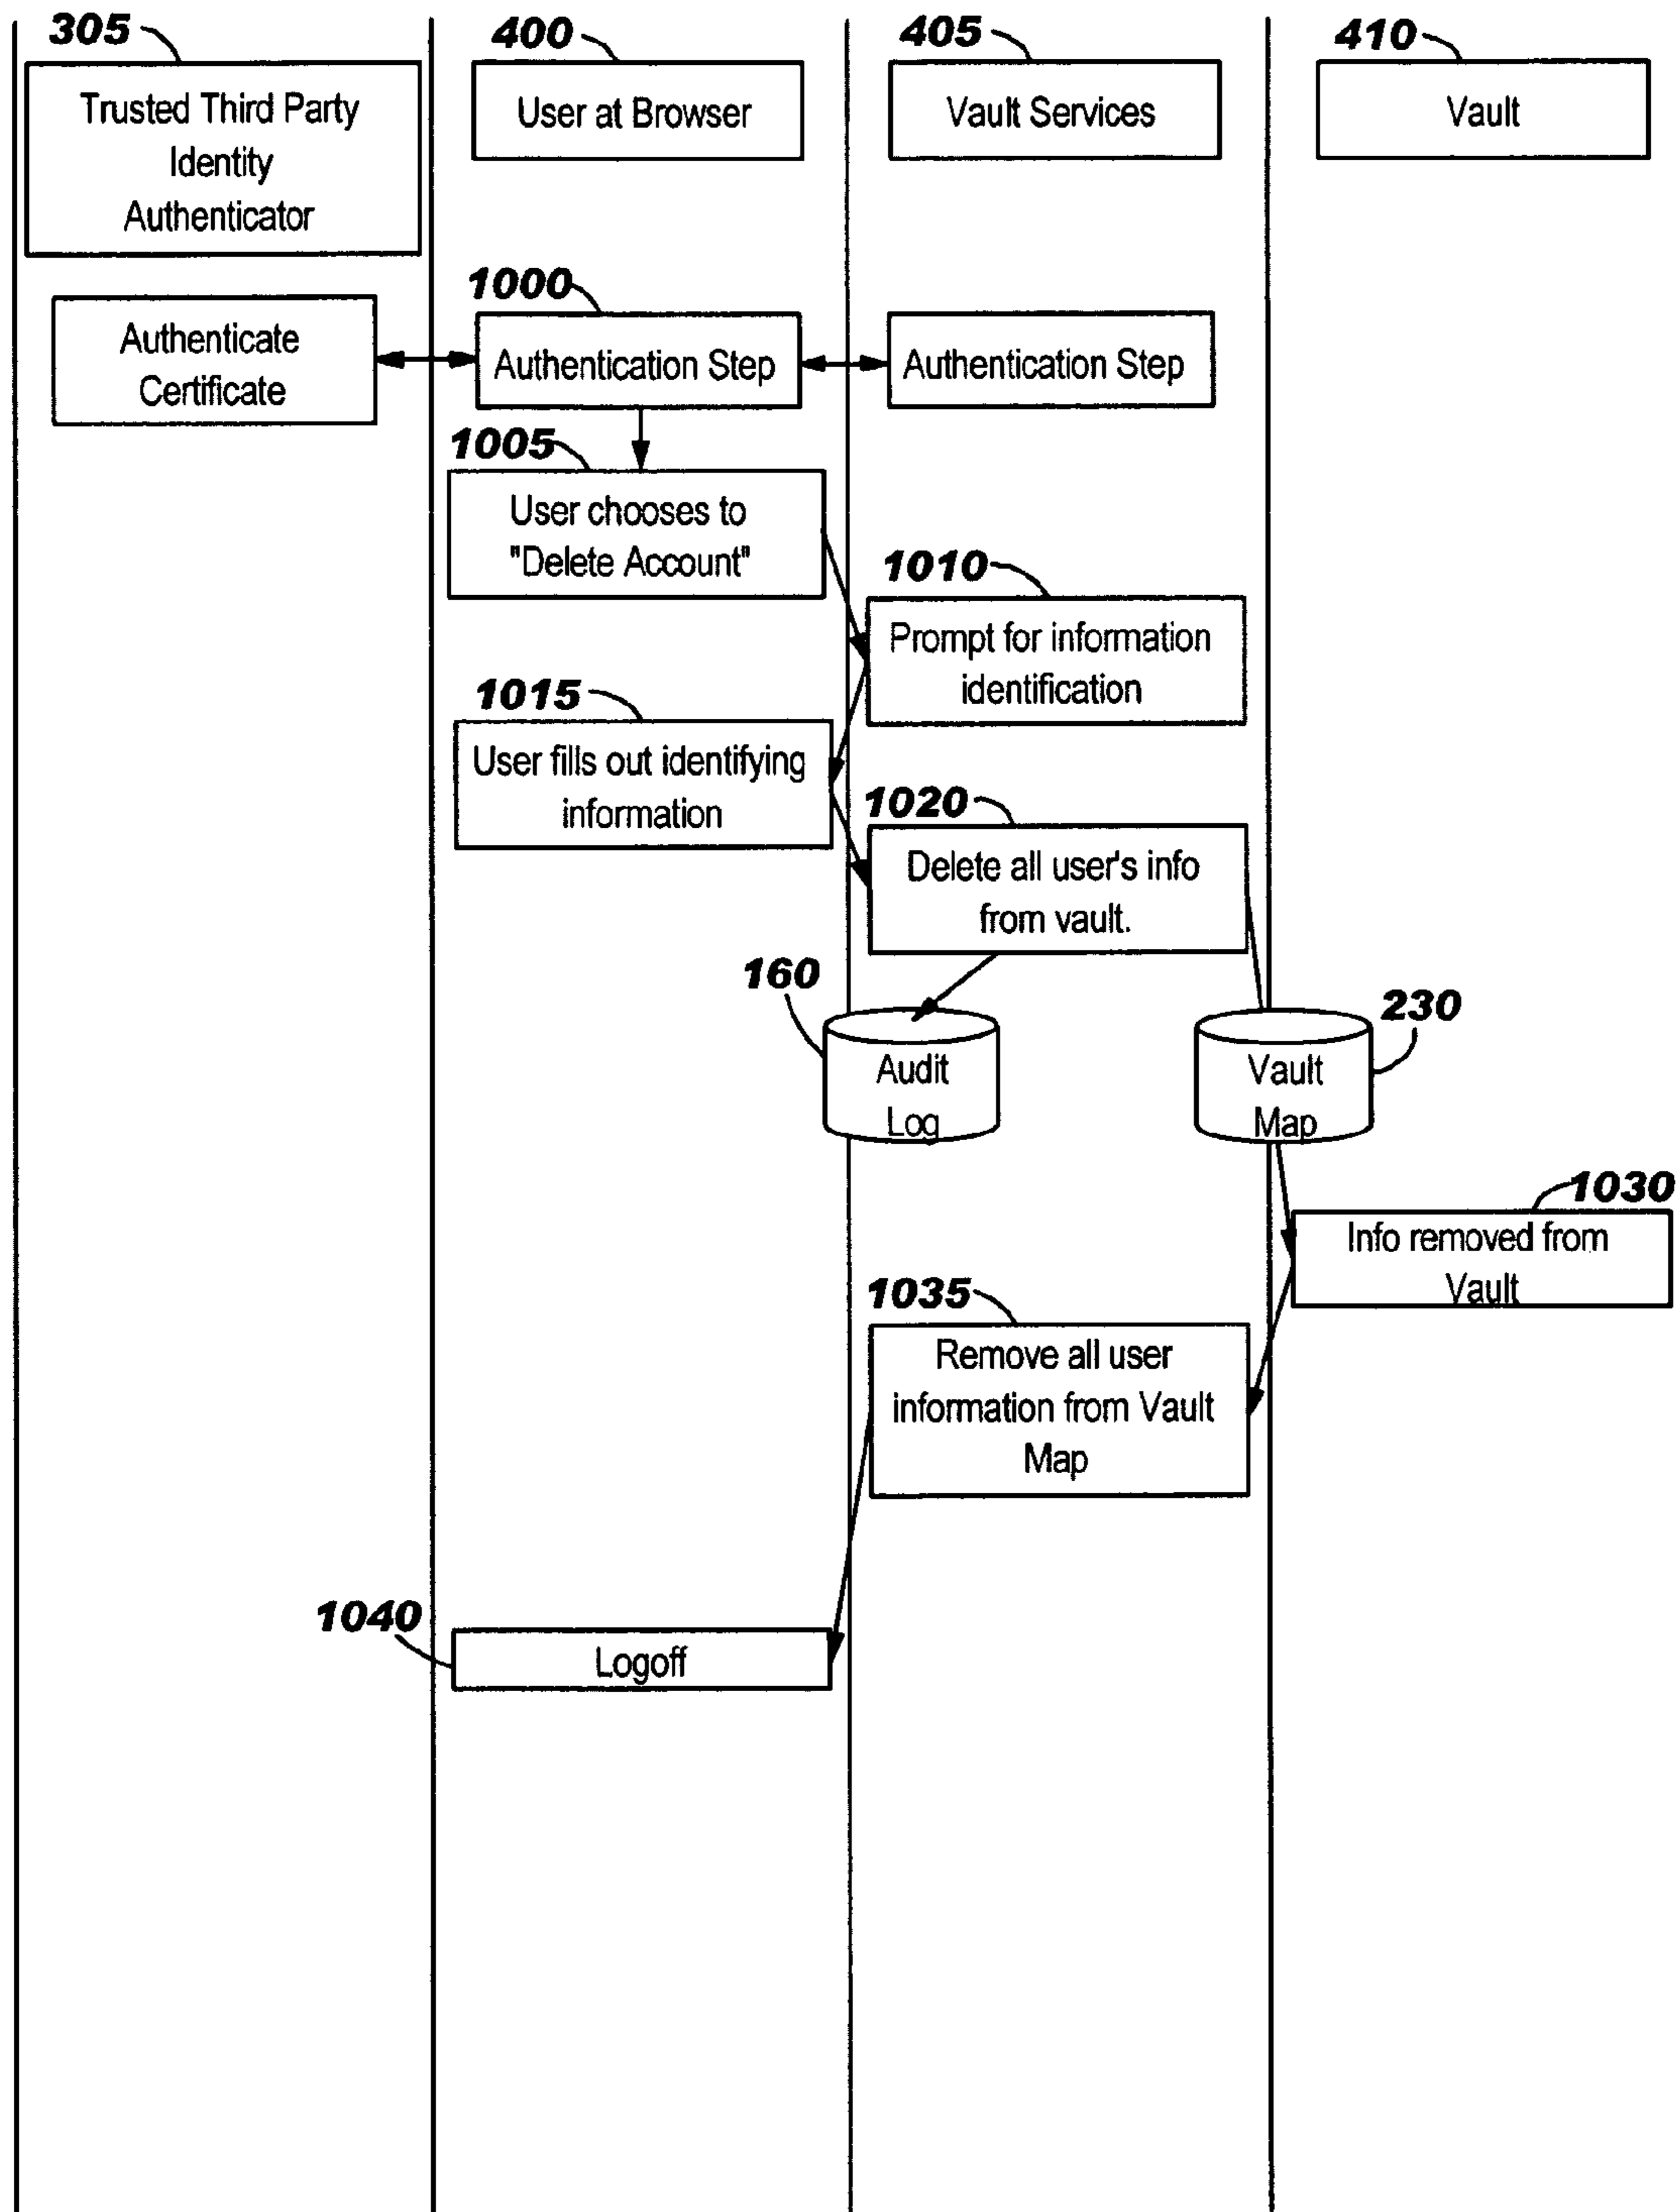 305
400
405
410
Trusted Third Party
Identity
Authenticator
User at Browser
Vault Services
Vault
1000
Authenticate
Certificate
Authentication Step
Authentication Step
1005
User chooses to
"Delete Account"
1010
Prompt for information
identification
1015
User fills out identifying
information
1020
Delete all user's info
from vault.
160
Audit
Log
230
Vault
Map
1030
Info removed from
Vault
1035
Remove all user
information from Vault
Map
1040
Logoff